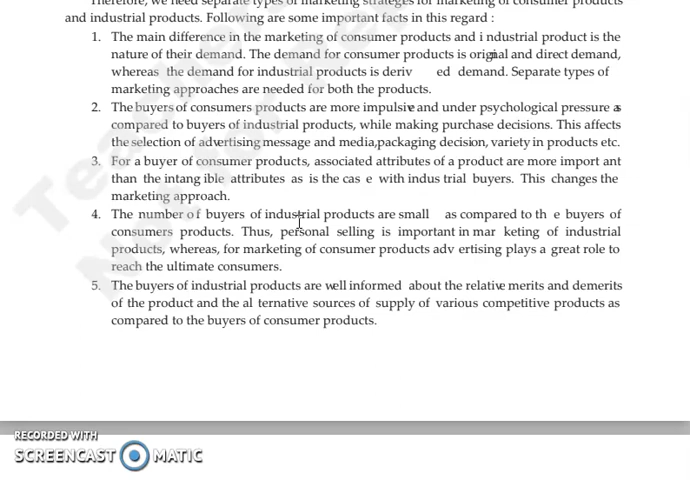 Therefore, we need separate types of marketing strategies for marketing of consumer products
and industrial products. Following are some important facts in this regard :
1. The main difference in the marketing of consumer products and i ndustrial product is the
nature of their demand. The demand for consumer products is original and direct demand,
whereas the demand for industrial products is deriv ed demand. Separate types of
marketing approaches are needed for both the products.
2. The buyers of consumers products are more impulsive and under psychological pressure as
compared to buyers of industrial products, while making purchase decisions. This affects
the selection of advertising message and media,packaging decision, variety in products etc.
3. For a buyer of consumer products, associated attributes of a product are more import ant
than the intang ible attributes as is the cas e with indus trial buyers. This changes the
marketing approach.
4. The number o f buyers of industrial products are small as compared to th e buyers of
consumers products. Thus, personal selling is important in mar keting of industrial
products, whereas, for marketing of consumer products adv ertising plays a great role to
reach the ultimate consumers.
5. The buyers of industrial products are well informed about the relative merits and demerits
of the product and the al ternative sources of supply of various competitive products as
compared to the buyers of consumer products.
RECORDED WITH
SCREENCAST MATIC